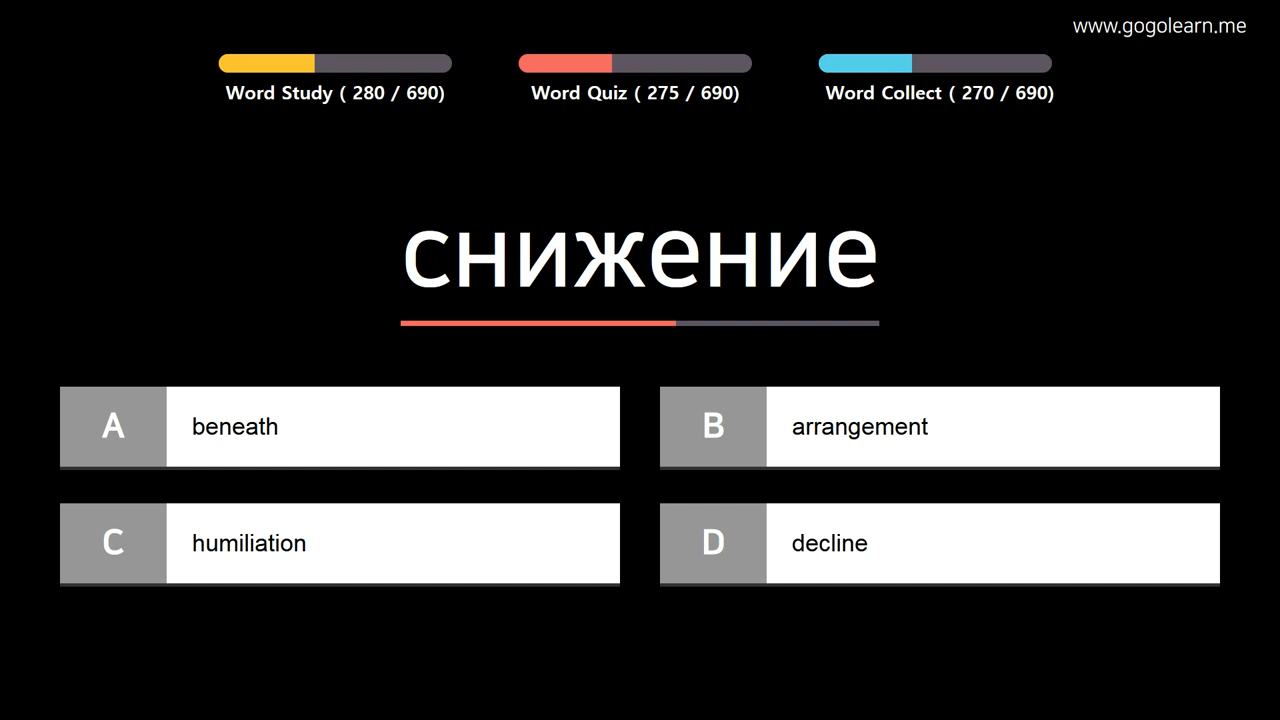 www.gogolearn.me
Word Study ( 280 / 690)
Word Quiz ( 275 / 690)
Word Collect ( 270 / 690)
снижение
A beneath
B arrangement
C humiliation
D decline